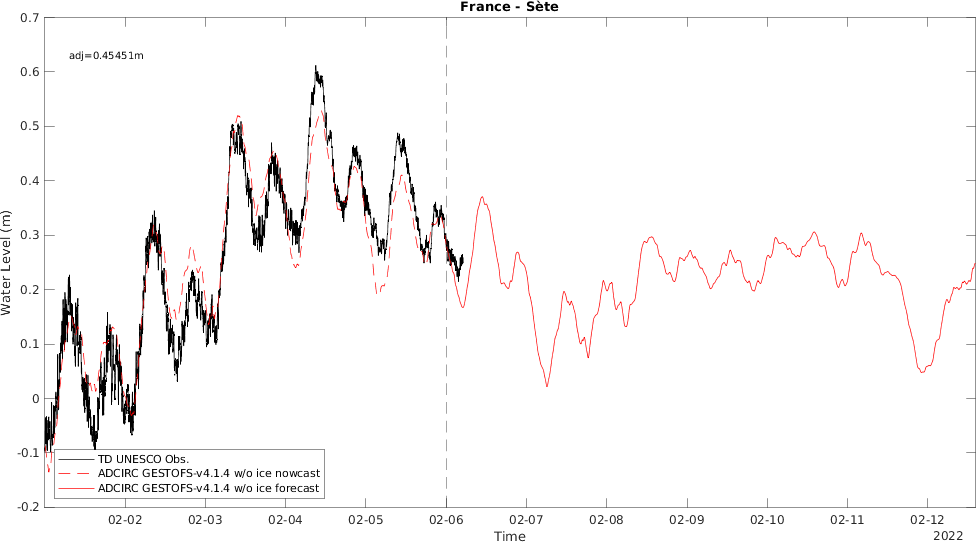 France - Sète
adj=0.45451m
0.7
0.6
0.5
0.4
0.3
0.2
0.1
0
-0.1
-0.2
Water Level (m)
TD UNESCO Obs.
ADCIRC GESTOFS-v4.1.4 w/o ice nowcast
ADCIRC GESTOFS-v4.1.4 w/o ice forecast
02-02 02-03 02-04 02-05 02-06 02-07 02-08 02-09 02-10 02-11 02-12
Time
2022